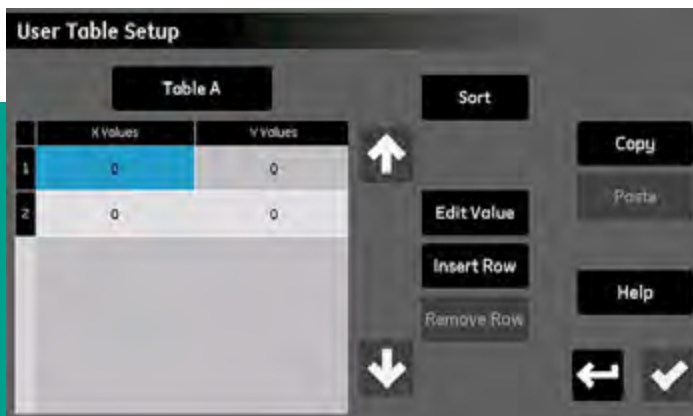 User Table Setup
Table A
Sort
X Values Y Values
1 0 0
2 0 0
Copy
Paste
Edit Value
Insert Row
Remove Row
Help